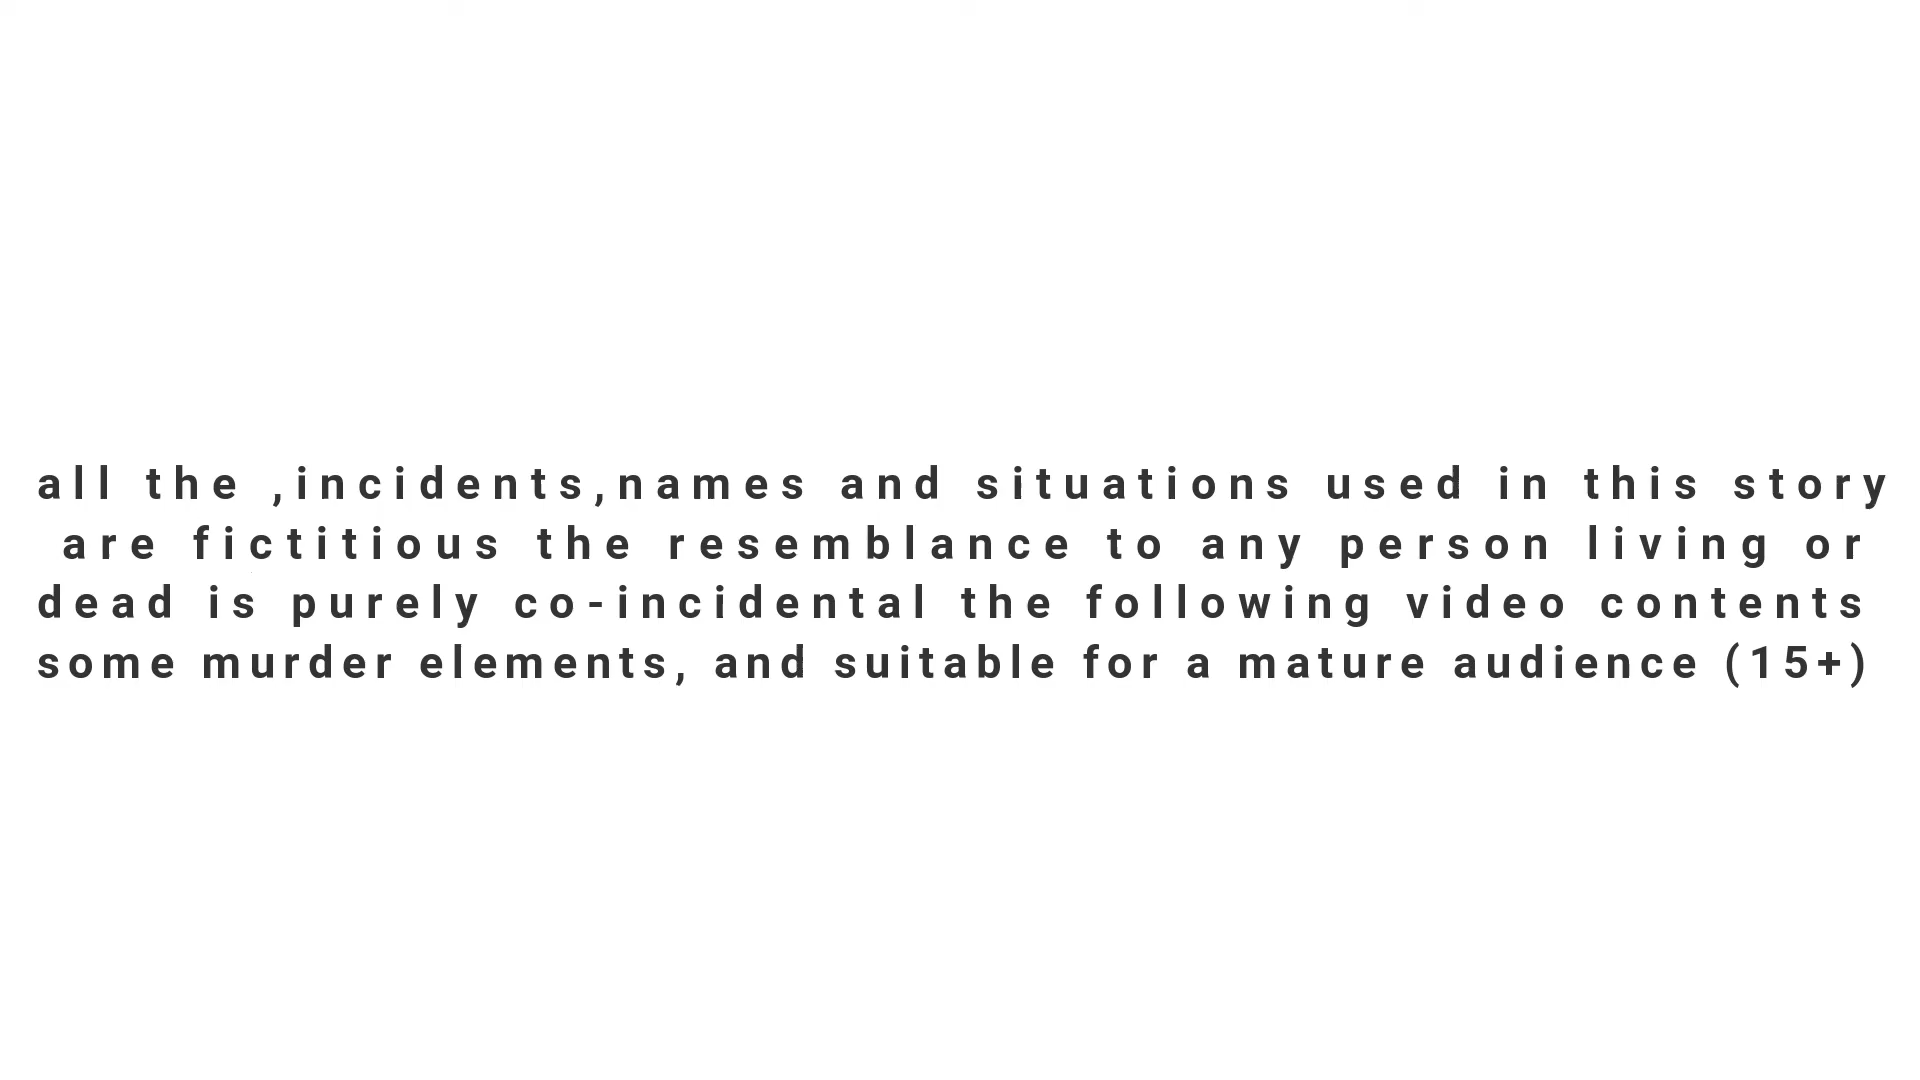 all the ,incidents,names and situations used in this story
are fictitious the resemblance to any person living or
dead is purely co-incidental the following video contents
some murder elements, and suitable for a mature audience (15+)